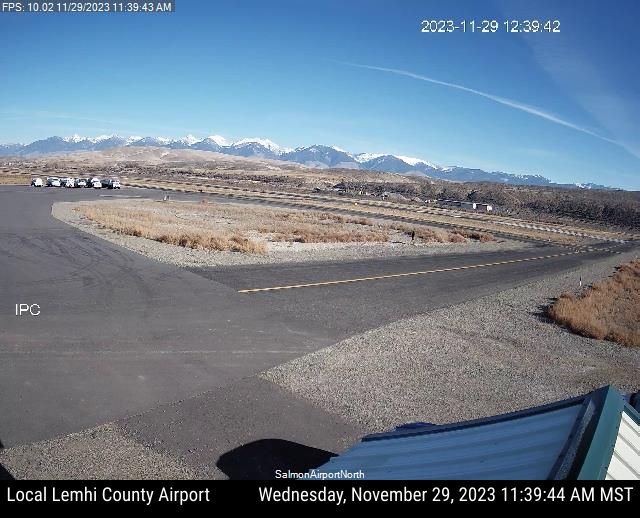 FPS: 10.02 11/29/2023 11:39:43 AM
2023-11-29 12:39:42
IPC
SalmonAirportNorth
Local Lemhi County Airport Wednesday, November 29, 2023 11:39:44 AM MST